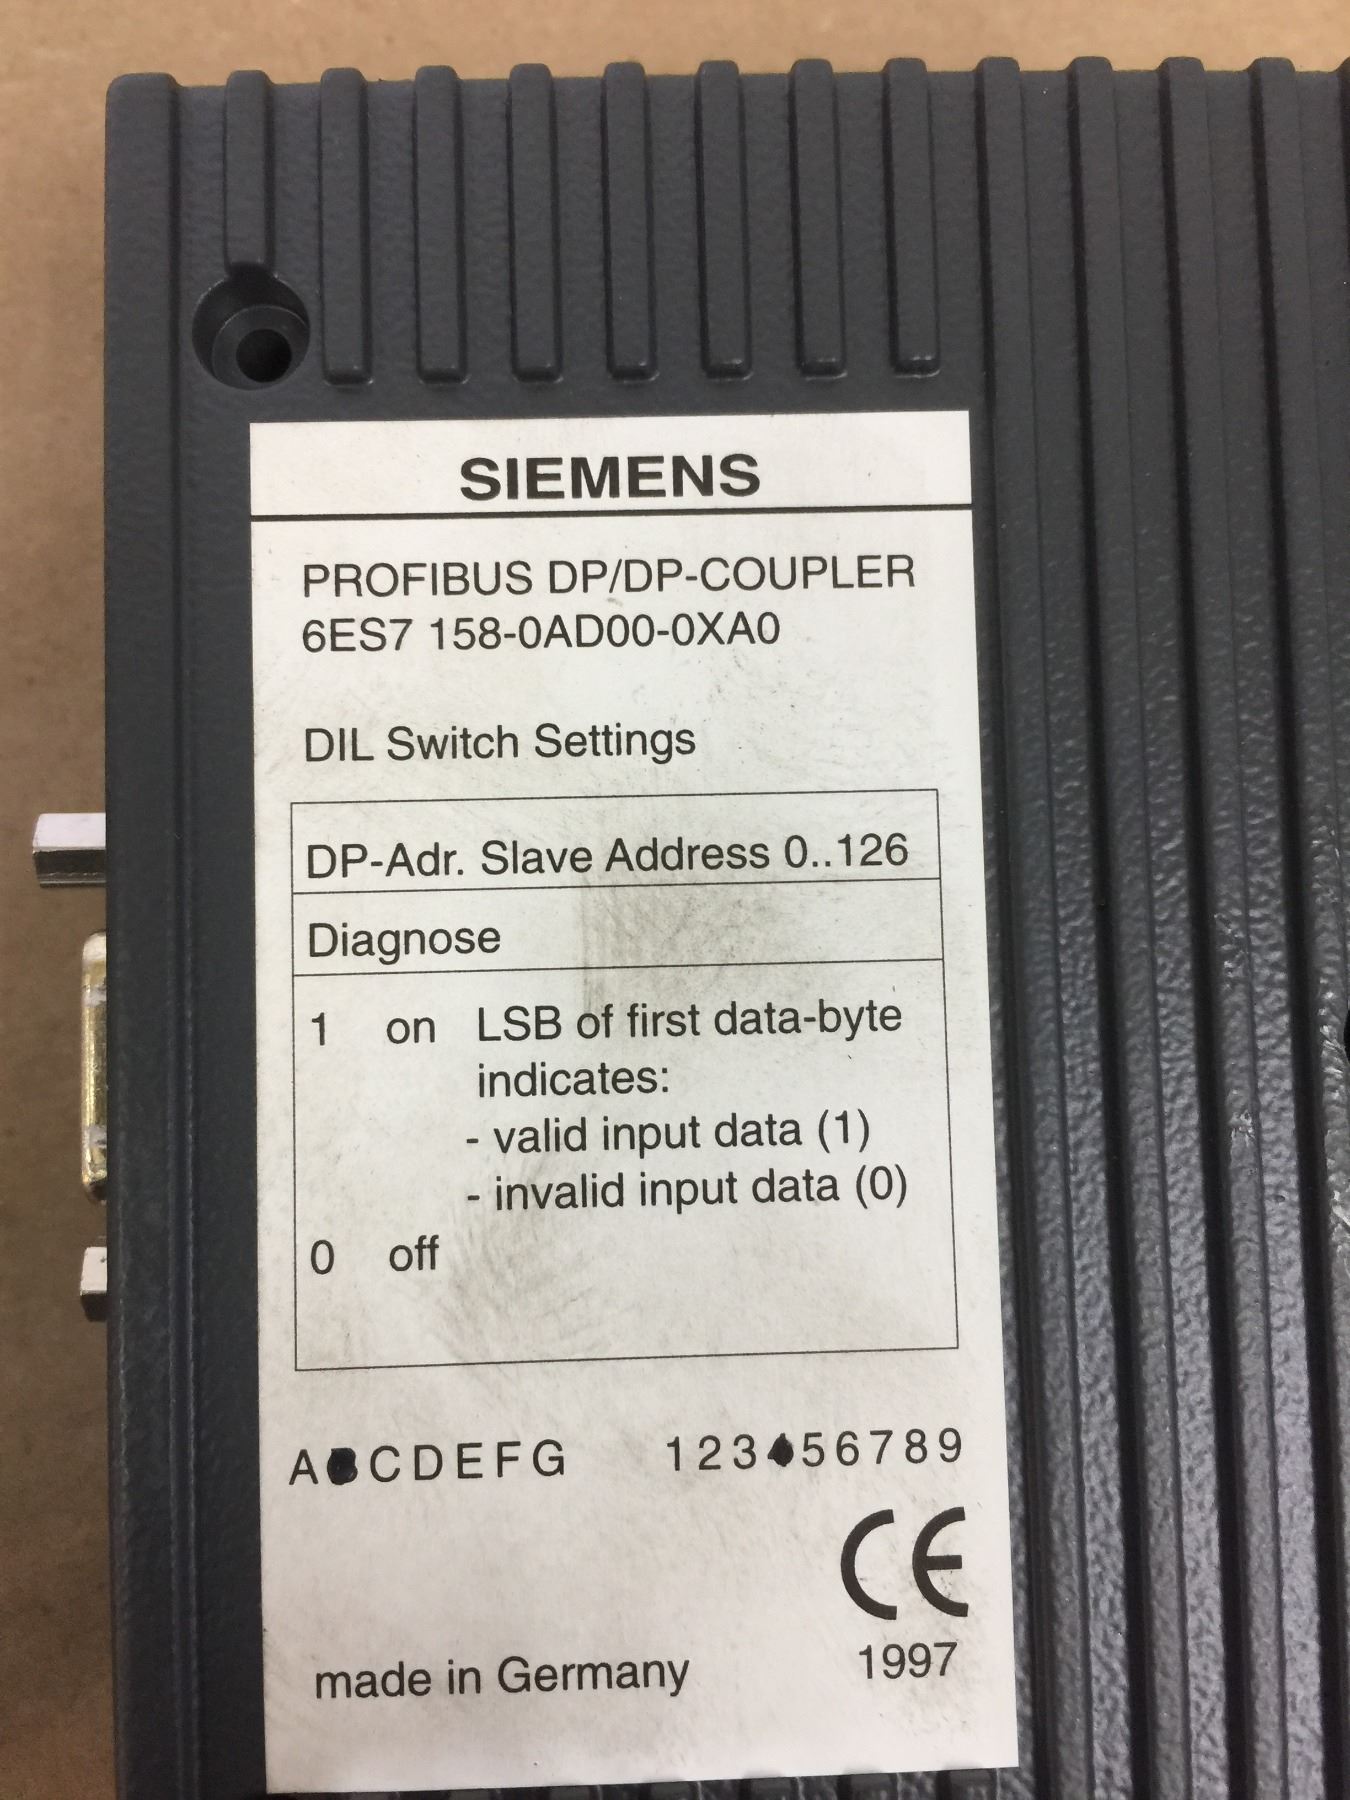 SIEMENS
PROFIBUS DP/DP-COUPLER
6ES7 158-0AD00-0XA0
DIL Switch Settings
DP-Adr. Slave Address 0..126
Diagnose
1 on LSB of first data-byte
indicates:
- valid input data (1)
- invalid input data (0)
0 off
A CDEFG 123 56789
CE
made in Germany 1997